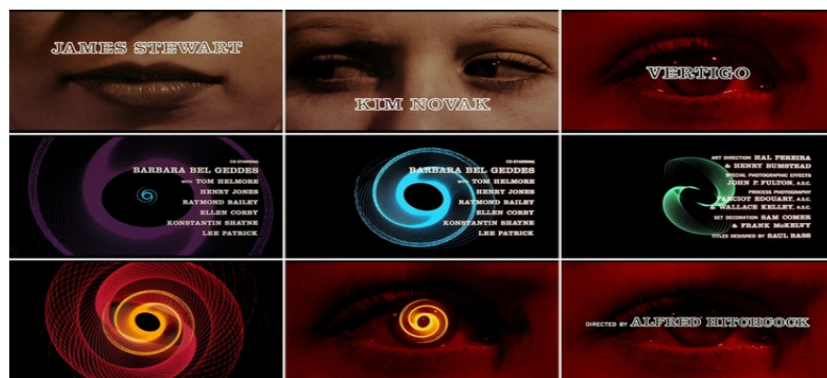 JAMES STEWART
KIM NOVAK
VERTIGO
CO-STARRING
BARBARA BEL GEDDES
WITH TOM HELMORE
HENRY JONES
RAYMOND BAILEY
ELLEN CORBY
KONSTANTIN SHAYNE
LEE PATRICK
CO-STARRING
BARBARA BEL GEDDES
WITH TOM HELMORE
HENRY JONES
RAYMOND BAILEY
ELLEN CORBY
KONSTANTIN SHAYNE
LEE PATRICK
ART DIRECTION HAL PEREIRA
& HENRY BUMSTEAD
SPECIAL PHOTOGRAPHIC EFFECTS
JOHN P. FULTON, A.S.C.
PROCESS PHOTOGRAPHY
FARCIOT EDOUART, A.S.C.
& WALLACE KELLEY, A.S.C.
SET DECORATION SAM COMER
& FRANK McKELVY
TITLES DESIGNED BY SAUL BASS
DIRECTED BY ALFRED HITCHCOCK